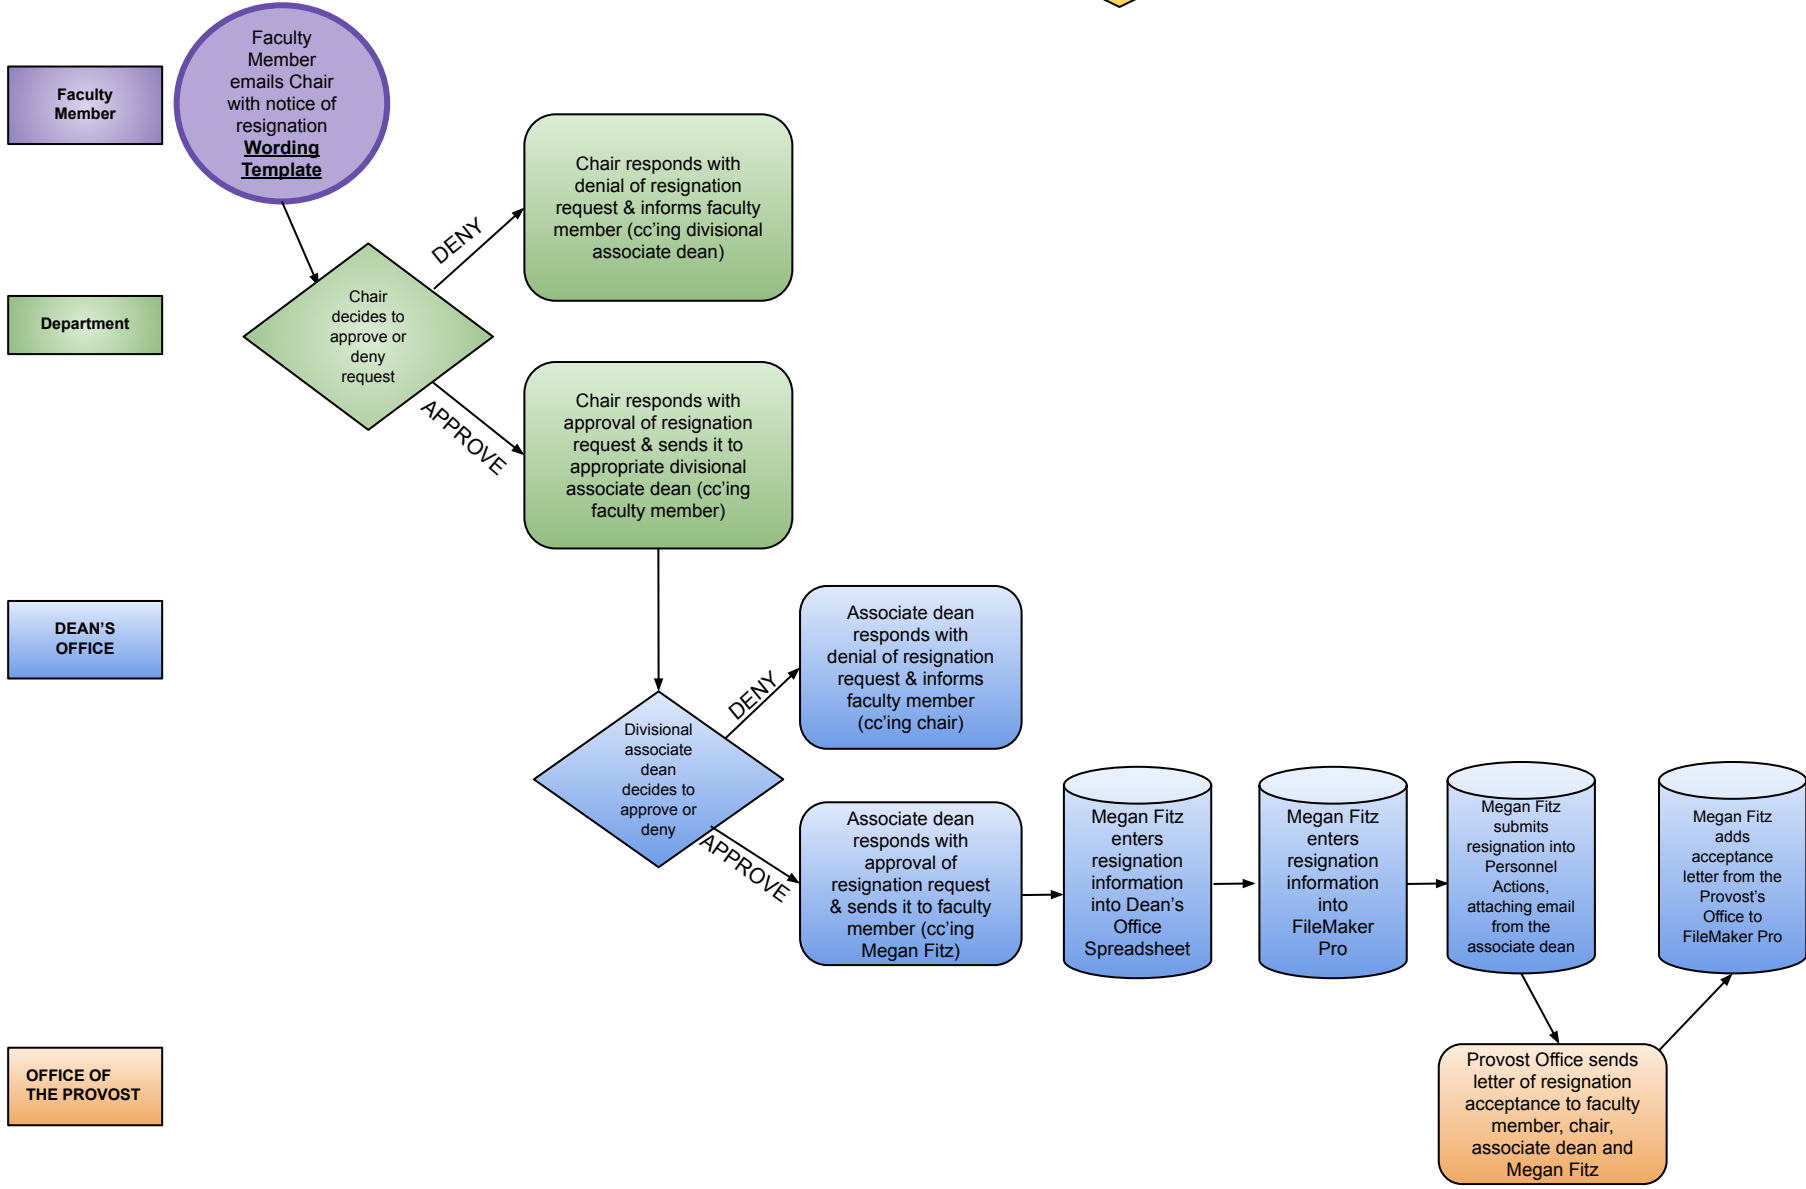 Faculty
Member
Faculty
Member
emails Chair
with notice of
resignation
Wording
Template
Chair responds with
denial of resignation
request & informs faculty
member (cc'ing divisional
associate dean)
DENY
Department
Chair
decides to
approve or
deny
request
APPROVE
Chair responds with
approval of resignation
request & sends it to
appropriate divisional
associate dean (cc'ing
faculty member)
DEAN'S
OFFICE
Associate dean
responds with
denial of resignation
request & informs
faculty member
(cc'ing chair)
DENY
Divisional
associate
dean
decides to
approve or
deny
APPROVE
Associate dean
responds with
approval of
resignation request
& sends it to faculty
member (cc'ing
Megan Fitz)
Megan Fitz
enters
resignation
information
into Dean's
Office
Spreadsheet
Megan Fitz
enters
resignation
information
into
FileMaker
Pro
Megan Fitz
submits
resignation into
Personnel
Actions,
attaching email
from the
associate dean
Megan Fitz
adds
acceptance
letter from the
Provost's
Office to
FileMaker Pro
OFFICE OF
THE PROVOST
Provost Office sends
letter of resignation
acceptance to faculty
member, chair,
associate dean and
Megan Fitz